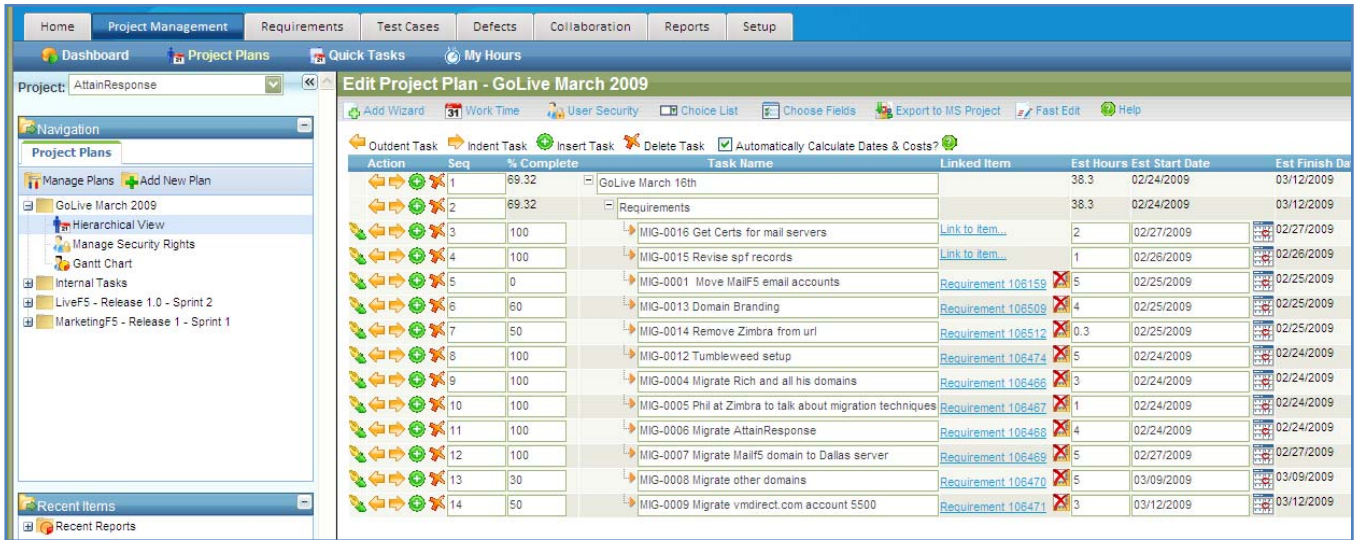 Home Project Management Requirements Test Cases Defects Collaboration Reports Setup
Dashboard Project Plans Quick Tasks My Hours
Project: AttainResponse
Edit Project Plan - GoLive March 2009
Add Wizard Work Time User Security Choice List Choose Fields Export to MS Project Fast Edit Help
Navigation
Project Plans
Manage Plans Add New Plan
GoLive March 2009
Hierarchical View
Manage Security Rights
Gantt Chart
Internal Tasks
LiveF5 - Release 1.0 - Sprint 2
MarketingF5 - Release 1 - Sprint 1
Recent Items
Recent Reports
Outdent Task Indent Task Insert Task Delete Task Automatically Calculate Dates & Costs?
Action Seq % Complete Task Name Linked Item Est Hours Est Start Date Est Finish Da
1 69.32 GoLive March 16th 38.3 02/24/2009 03/12/2009
2 69.32 Requirements 38.3 02/24/2009 03/12/2009
3 100 MIG-0016 Get Certs for mail servers Link to item... 2 02/27/2009 02/27/2009
4 100 MIG-0015 Revise spf records Link to item... 1 02/26/2009 02/26/2009
5 0 MIG-0001 Move MailF5 email accounts Requirement 106159 5 02/25/2009 02/25/2009
6 60 MIG-0013 Domain Branding Requirement 106509 4 02/25/2009 02/25/2009
7 50 MIG-0014 Remove Zimbra from url Requirement 106512 0.3 02/25/2009 02/25/2009
8 100 MIG-0012 Tumbleweed setup Requirement 106474 5 02/24/2009 02/24/2009
9 100 MIG-0004 Migrate Rich and all his domains Requirement 106466 3 02/24/2009 02/24/2009
10 100 MIG-0005 Phil at Zimbra to talk about migration techniques Requirement 106467 1 02/24/2009 02/24/2009
11 100 MIG-0006 Migrate AttainResponse Requirement 106468 4 02/24/2009 02/24/2009
12 100 MIG-0007 Migrate Mailf5 domain to Dallas server Requirement 106469 5 02/27/2009 02/27/2009
13 30 MIG-0008 Migrate other domains Requirement 106470 5 03/09/2009 03/09/2009
14 50 MIG-0009 Migrate vmdirect.com account 5500 Requirement 106471 3 03/12/2009 03/12/2009